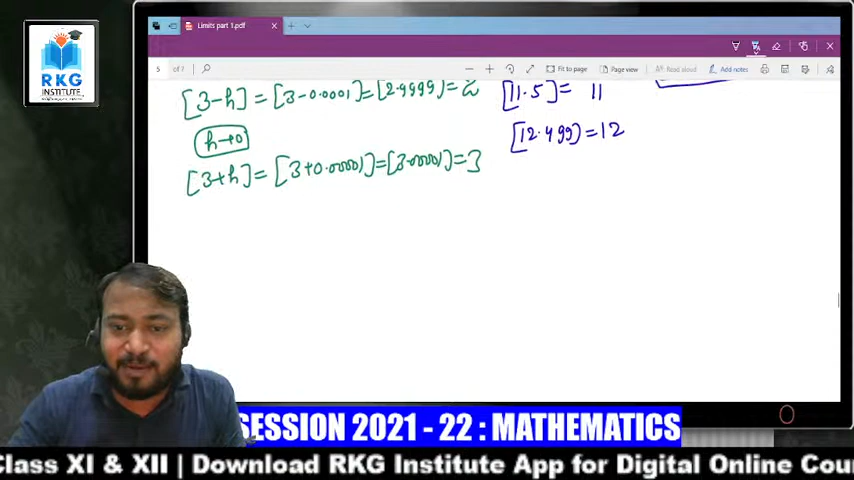 Limits part 1.pdf
5 of 7
Fit to page
Page view
Read aloud
Add notes
RKG
INSTITUTE
[3-h] = [3-0.0001] = [2.9999] = 2
h→0
[3+h] = [3+0.00001] = [3.00001] = 3
[11.5] = 11
[12.499] = 12
SESSION 2021 - 22 : MATHEMATICS
Class XI & XII | Download RKG Institute App for Digital Online Cou